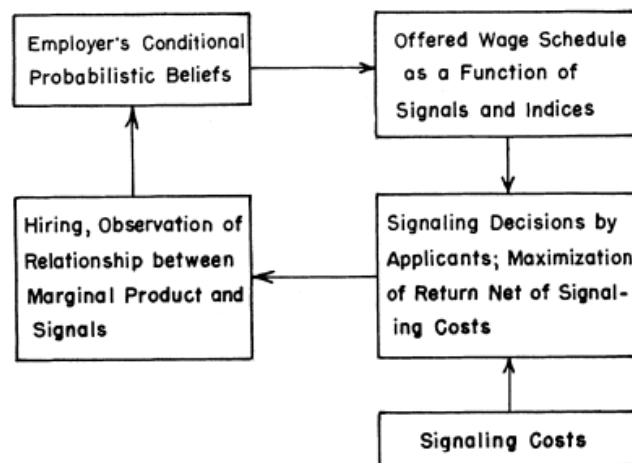 Employer's Conditional
Probabilistic Beliefs
Offered Wage Schedule
as a Function of
Signals and Indices
Hiring, Observation of
Relationship between
Marginal Product and
Signals
Signaling Decisions by
Applicants; Maximization
of Return Net of Signal-
ing Costs
Signaling Costs